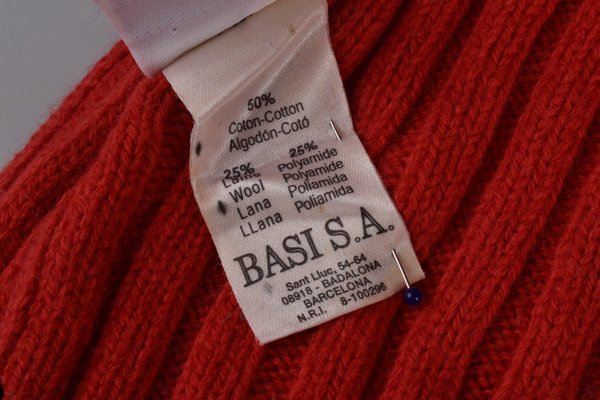 50%
Coton-Cotton
Algodón-Cotó
25% 25%
Laine Polyamide
Wool Polyamide
Lana Poliamida
LLana Poliamida
BASI S.A.
Sant Lluc, 54-64
08918 - BADALONA
BARCELONA
N.R.I. 8-100296